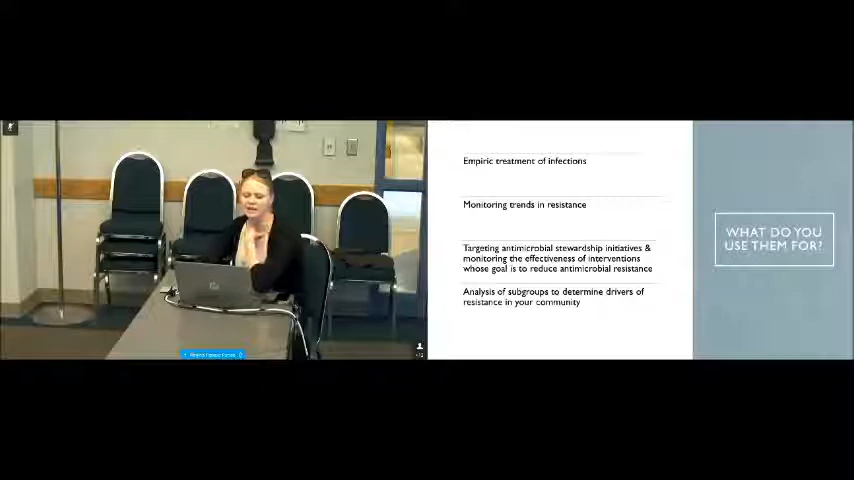 Empiric treatment of infections
Monitoring trends in resistance
Targeting antimicrobial stewardship initiatives &
monitoring the effectiveness of interventions
whose goal is to reduce antimicrobial resistance
Analysis of subgroups to determine drivers of
resistance in your community
WHAT DO YOU
USE THEM FOR?